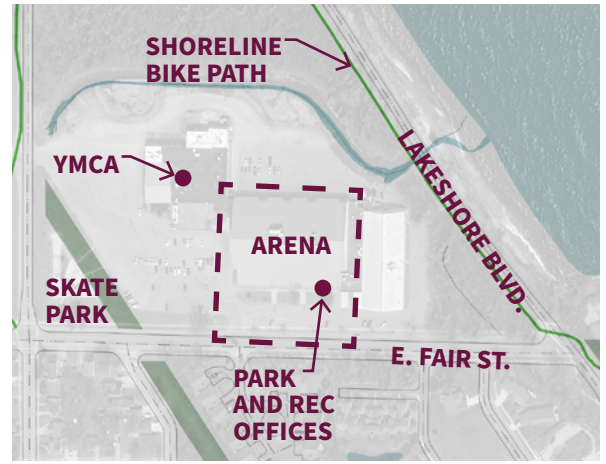 SHORELINE
BIKE PATH
YMCA
LAKESHORE BLVD.
ARENA
SKATE
PARK
E. FAIR ST.
PARK
AND REC
OFFICES